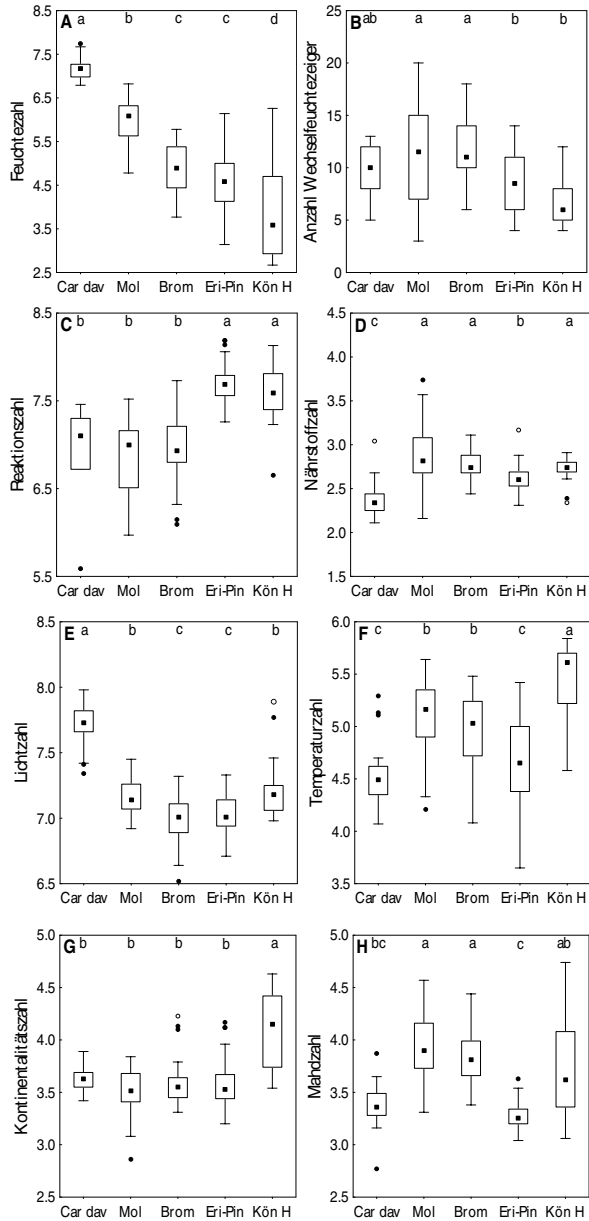 A a b c c d
7.5
6.5
5.5
4.5
3.5
2.5
Feuchtezahl
Car dav Mol Brom Eri-Pin Kön H
B ab a a b b
25
20
15
10
5
0
Anzahl Wechselfeuchtezeiger
Car dav Mol Brom Eri-Pin Kön H
C b b b a a
8.5
7.5
6.5
5.5
Reaktionszahl
Car dav Mol Brom Eri-Pin Kön H
D c a a b a
4.5
4.0
3.5
3.0
2.5
2.0
1.5
Nährstoffzahl
Car dav Mol Brom Eri-Pin Kön H
E a b c c b
8.5
8.0
7.5
7.0
6.5
Lichtzahl
Car dav Mol Brom Eri-Pin Kön H
F c b b c a
6.0
5.5
5.0
4.5
4.0
3.5
Temperaturzahl
Car dav Mol Brom Eri-Pin Kön H
G b b b b a
5.0
4.5
4.0
3.5
3.0
2.5
Kontinentalitätszahl
Car dav Mol Brom Eri-Pin Kön H
H bc a a c ab
5.0
4.5
4.0
3.5
3.0
2.5
Mahdzahl
Car dav Mol Brom Eri-Pin Kön H